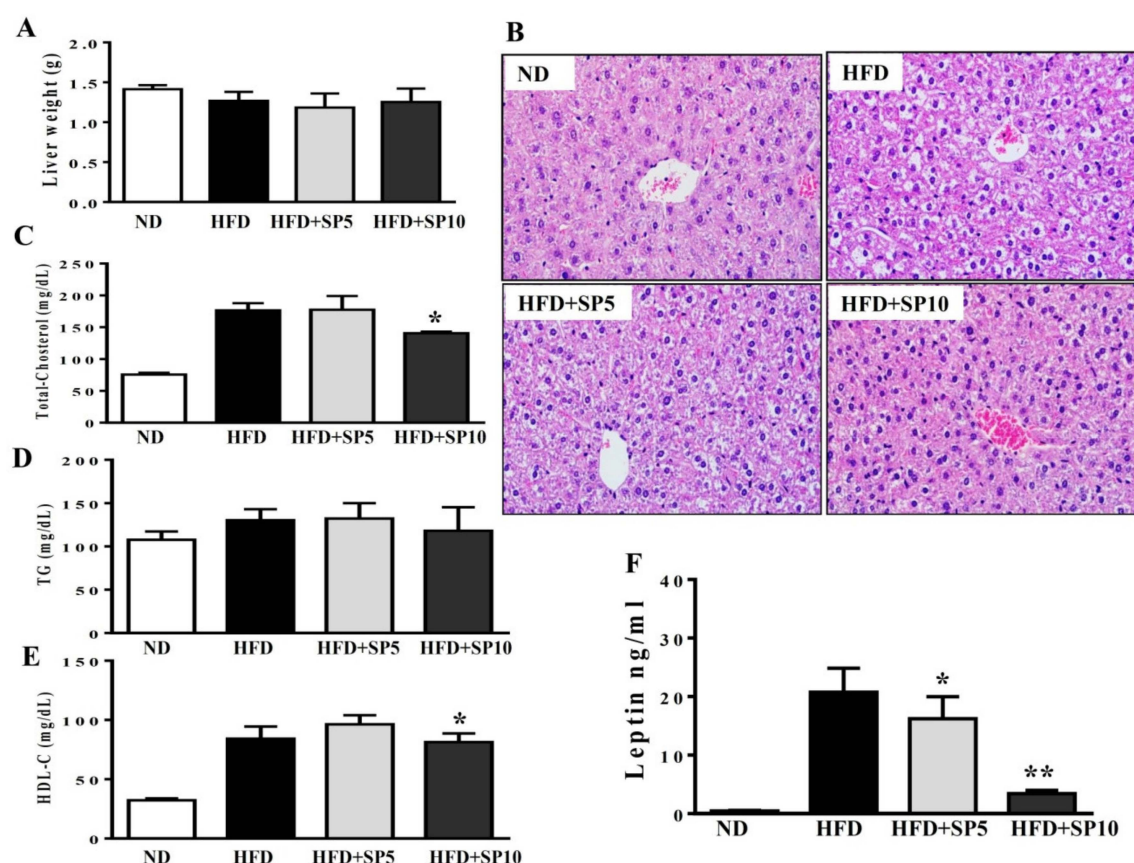 A
Liver weight (g)
2.0
1.5
1.0
0.5
0.0
ND HFD HFD+SP5 HFD+SP10
B
ND
HFD
HFD+SP5
HFD+SP10
C
Total-Chosterol (mg/dL)
250
200
150
100
50
0
*
ND HFD HFD+SP5 HFD+SP10
D
TG (mg/dL)
200
150
100
50
0
ND HFD HFD+SP5 HFD+SP10
E
HDL-C (mg/dL)
150
100
50
0
*
ND HFD HFD+SP5 HFD+SP10
F
Leptin ng/ml
40
30
20
10
0
*
**
ND HFD HFD+SP5 HFD+SP10